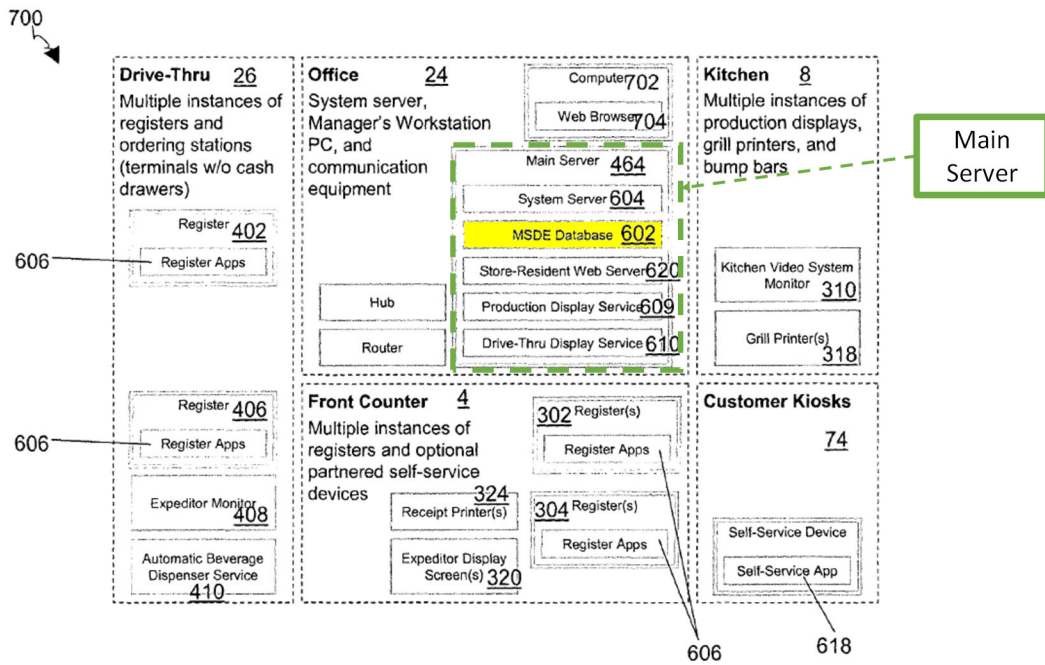 700
Drive-Thru 26
Multiple instances of
registers and
ordering stations
(terminals w/o cash
drawers)
Register 402
606
Register Apps
Register 406
606
Register Apps
Expeditor Monitor
408
Automatic Beverage
Dispenser Service
410
Office 24
System server,
Manager's Workstation
PC, and
communication
equipment
Computer 702
Web Browser 704
Main Server
464
System Server 604
MSDE Database 602
Store-Resident Web Server 620
Production Display Service 609
Drive-Thru Display Service 610
Hub
Router
Kitchen 8
Multiple instances of
production displays,
grill printers, and
bump bars
Main
Server
Kitchen Video System
Monitor 310
Grill Printer(s)
318
Front Counter 4
Multiple instances of
registers and optional
partnered self-service
devices
302 Register(s)
Register Apps
324
Receipt Printer(s)
304 Register(s)
Register Apps
Expeditor Display
Screen(s) 320
606
Customer Kiosks
74
Self-Service Device
Self-Service App
618